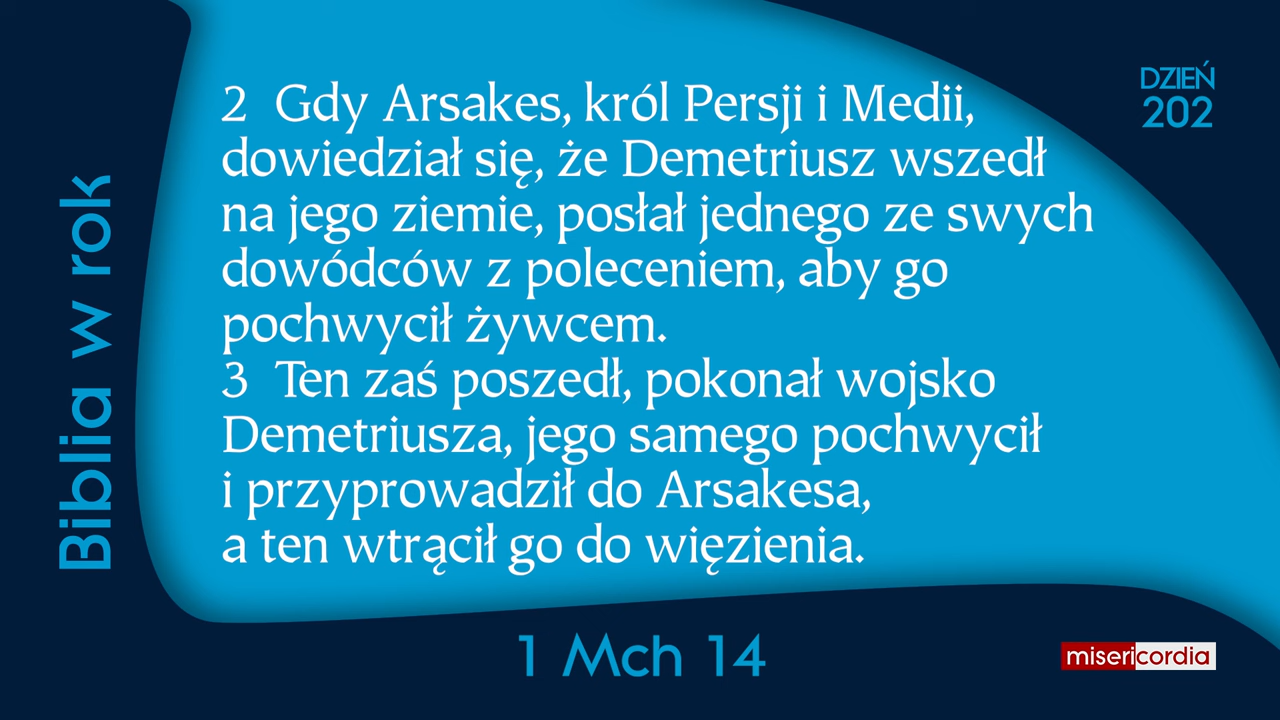 Biblia w rok
DZIEŃ
202
2 Gdy Arsakes, król Persji i Medii,
dowiedział się, że Demetriusz wszedł
na jego ziemie, posłał jednego ze swych
dowódców z poleceniem, aby go
pochwycił żywcem.
3 Ten zaś poszedł, pokonał wojsko
Demetriusza, jego samego pochwycił
i przyprowadził do Arsakesa,
a ten wtrącił go do więzienia.
1 Mch 14
misericordia